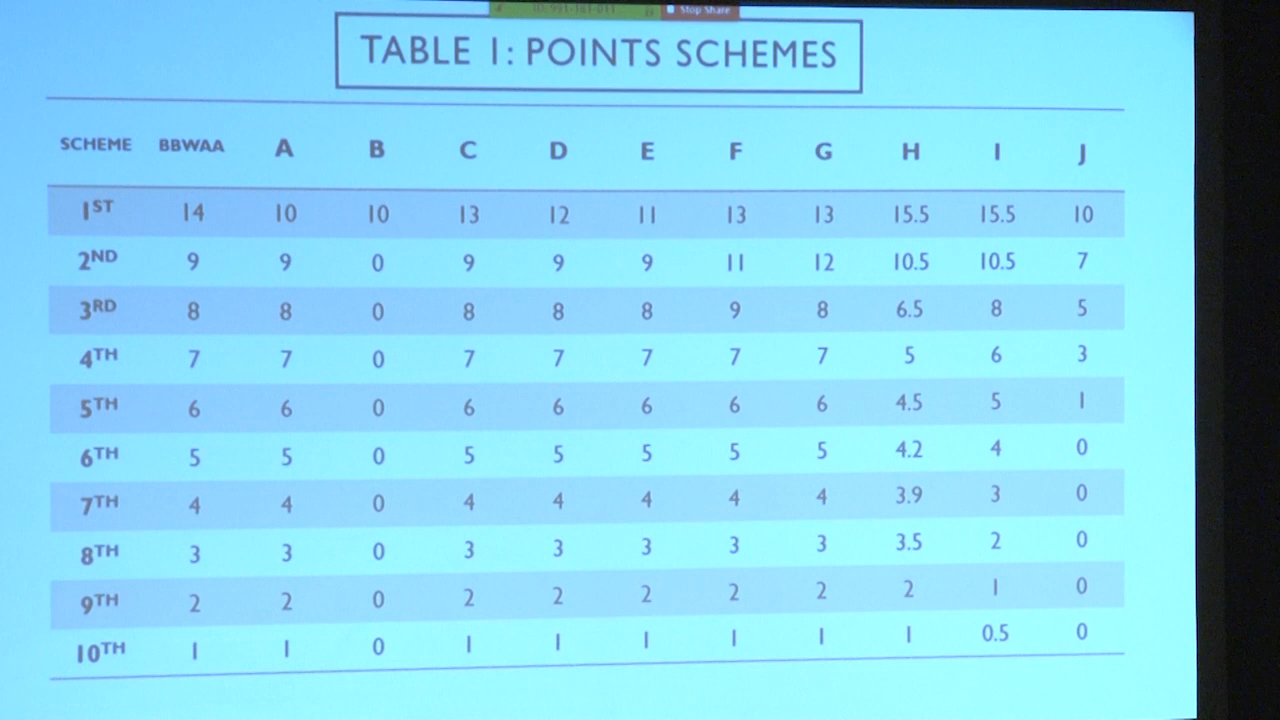 Stop Share
TABLE 1: POINTS SCHEMES
SCHEME BBWAA A B C D E F G H I J
1ST 14 10 10 13 12 11 13 13 15.5 15.5 10
2ND 9 9 0 9 9 9 11 12 10.5 10.5 7
3RD 8 8 0 8 8 8 9 8 6.5 8 5
4TH 7 7 0 7 7 7 7 7 5 6 3
5TH 6 6 0 6 6 6 6 6 4.5 5 1
6TH 5 5 0 5 5 5 5 5 4.2 4 0
7TH 4 4 0 4 4 4 4 4 3.9 3 0
8TH 3 3 0 3 3 3 3 3 3.5 2 0
9TH 2 2 0 2 2 2 2 2 2 1 0
10TH 1 1 0 1 1 1 1 1 1 0.5 0